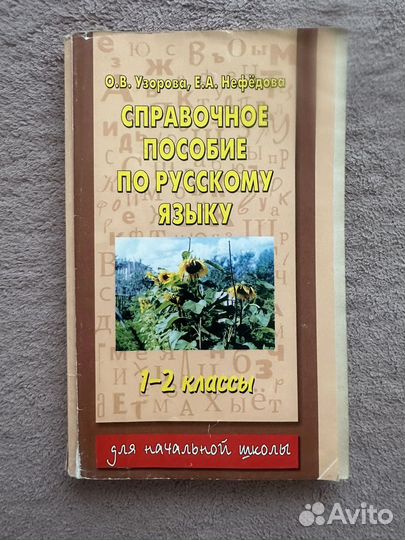 О.В. Узорова, Е.А. Нефёдова
СПРАВОЧНОЕ
ПОСОБИЕ
ПО РУССКОМУ
ЯЗЫКУ
1–2 классы
для начальной школы
Avito